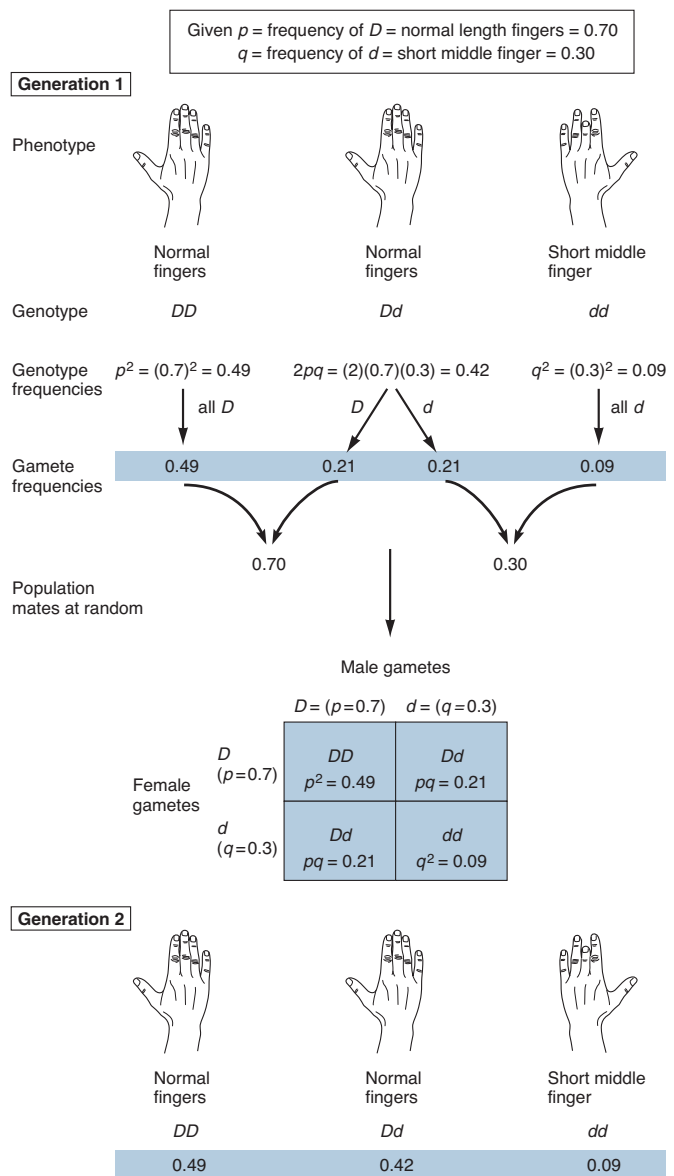 Given p = frequency of D = normal length fingers = 0.70
q = frequency of d = short middle finger = 0.30
Generation 1
Phenotype
Normal fingers
Normal fingers
Short middle finger
Genotype
DD
Dd
dd
Genotype frequencies
p² = (0.7)² = 0.49
2pq = (2)(0.7)(0.3) = 0.42
q² = (0.3)² = 0.09
all D
D
d
all d
Gamete frequencies
0.49
0.21
0.21
0.09
0.70
0.30
Population
mates at random
Male gametes
D = (p=0.7)
d = (q=0.3)
Female
gametes
D
(p=0.7)
DD
p² = 0.49
Dd
pq = 0.21
d
(q=0.3)
Dd
pq = 0.21
dd
q² = 0.09
Generation 2
Normal fingers
Normal fingers
Short middle finger
DD
Dd
dd
0.49
0.42
0.09